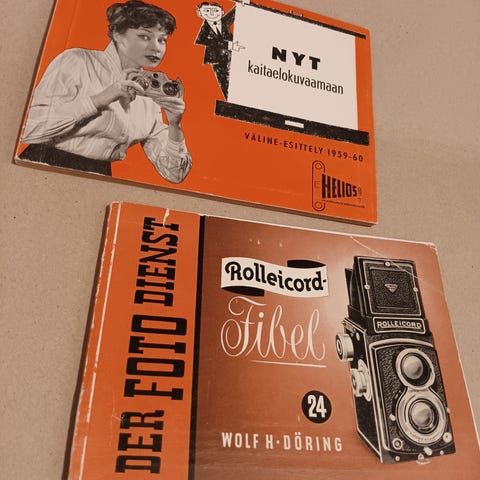 NYT
kaitaelokuvaamaan
VÄLINE-ESITTELY 1959-60
HELIOS
DER FOTO DIENST
Rolleicord-
Fibel
ROLLEICORD
24
WOLF H·DÖRING